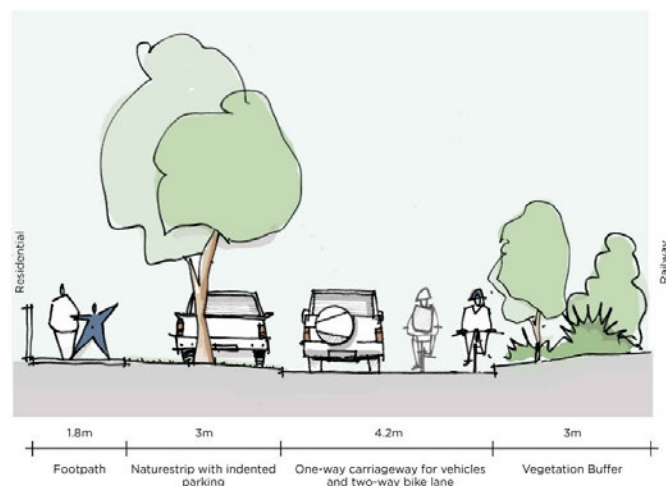 Residential
Railway
1.8m
3m
4.2m
3m
Footpath
Naturestrip with indented
parking
One-way carriageway for vehicles
and two-way bike lane
Vegetation Buffer